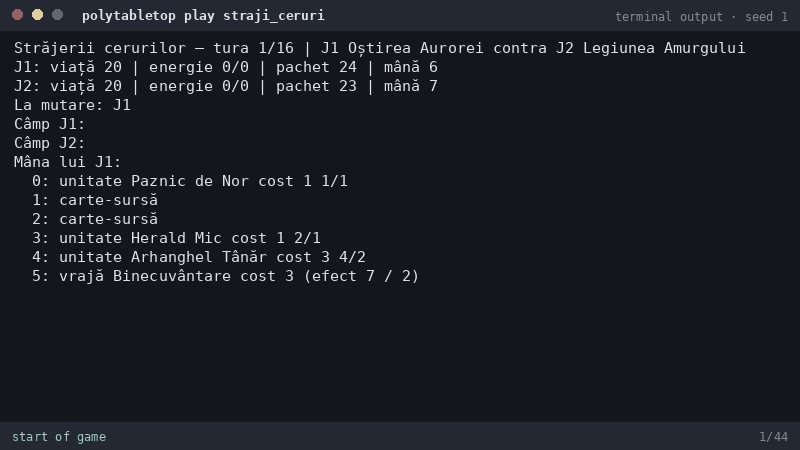 polytabletop play straji_ceruri
terminal output · seed 1
Străjerii cerurilor — tura 1/16 | J1 Oștirea Aurorei contra J2 Legiunea Amurgului
J1: viață 20 | energie 0/0 | pachet 24 | mână 6
J2: viață 20 | energie 0/0 | pachet 23 | mână 7
La mutare: J1
Câmp J1:
Câmp J2:
Mâna lui J1:
0: unitate Paznic de Nor cost 1 1/1
1: carte-sursă
2: carte-sursă
3: unitate Herald Mic cost 1 2/1
4: unitate Arhanghel Tânăr cost 3 4/2
5: vrajă Binecuvântare cost 3 (efect 7 / 2)
start of game
1/44